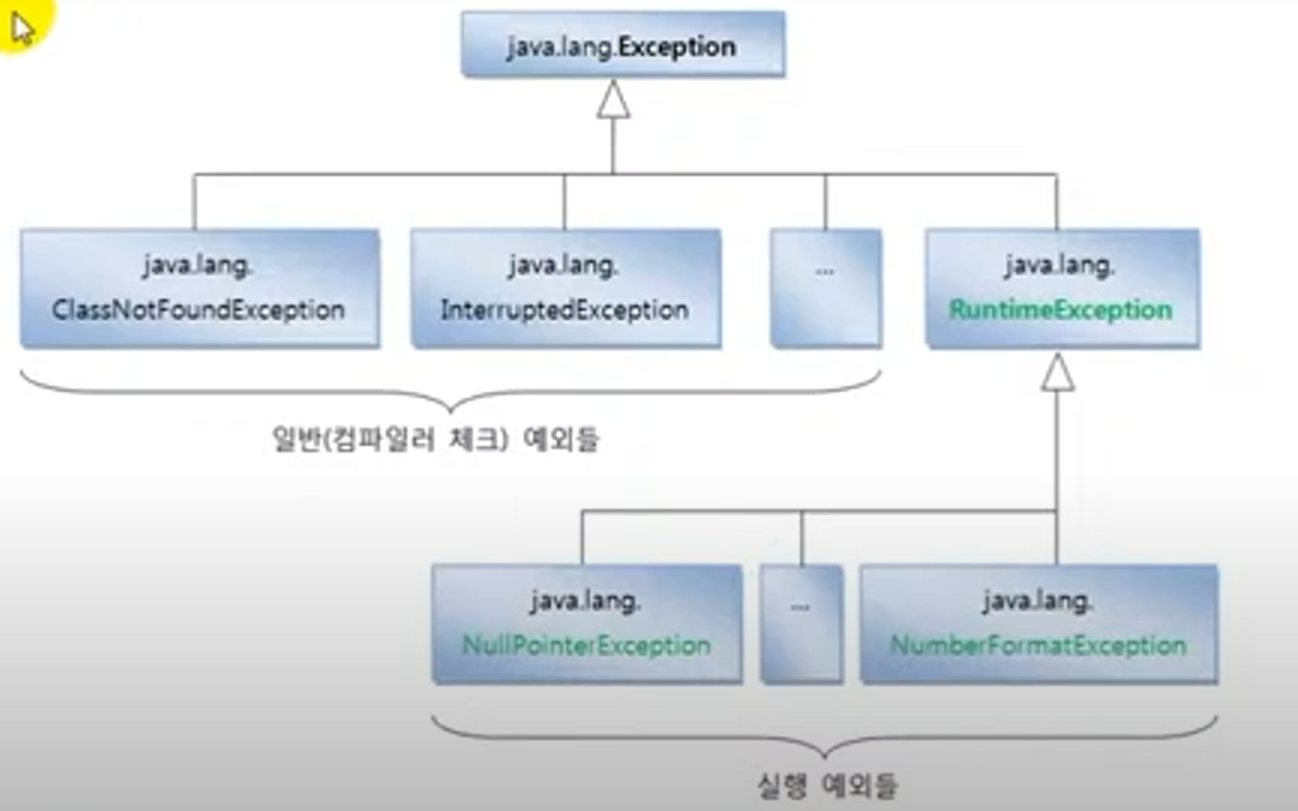 java.lang.Exception
java.lang.
ClassNotFoundException
java.lang.
InterruptedException
...
java.lang.
RuntimeException
일반(컴파일러 체크) 예외들
java.lang.
NullPointerException
...
java.lang.
NumberFormatException
실행 예외들